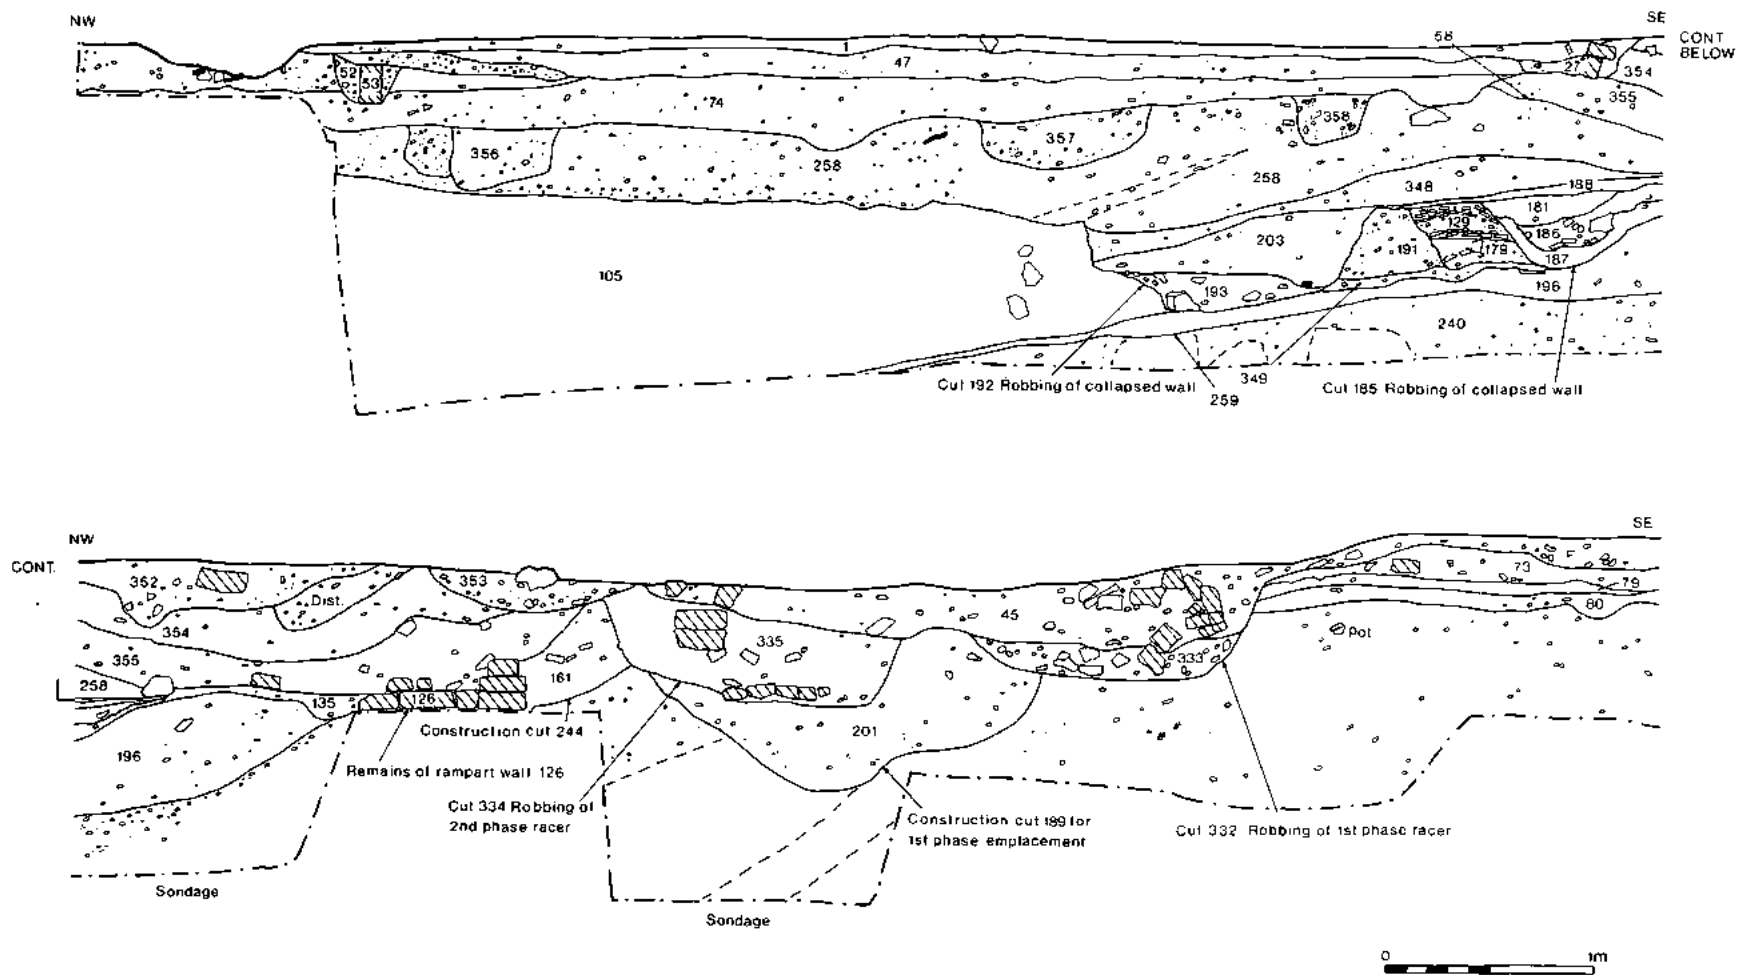 NW
SE
CONT
BELOW
58
1
47
27
354
52
53
355
74
358
357
356
258
258
348
188
181
129
203
186
191
179
187
105
193
196
240
349
Cut 192 Robbing of collapsed wall
259
Cut 185 Robbing of collapsed wall
NW
SE
CONT.
352
353
F
73
Dist.
79
45
80
354
335
pot
355
333
258
161
135
126
Construction cut 244
201
196
Remains of rampart wall 126
Cut 334 Robbing of
2nd phase racer
Construction cut 189 for
1st phase emplacement
Cut 332 Robbing of 1st phase racer
Sondage
Sondage
0
1m